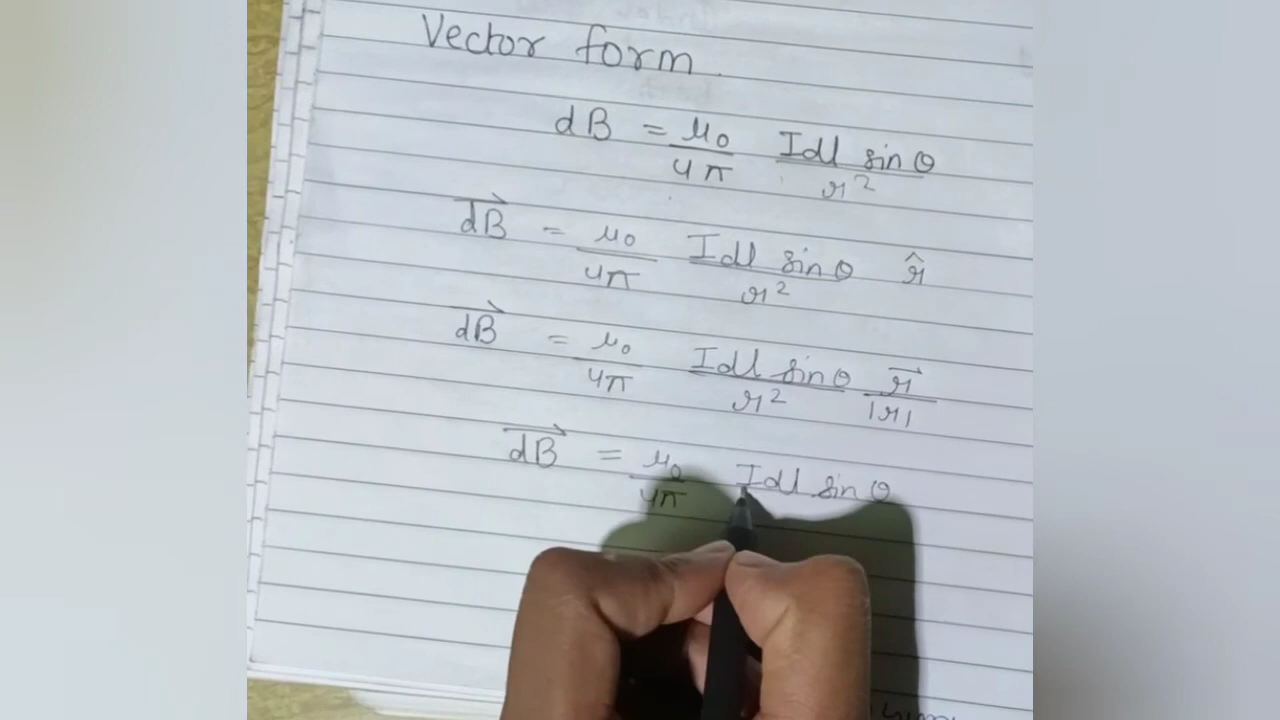 Vector form
dB = μ₀/4π Idl sin θ/r²
d⃗B = μ₀/4π Idl sin θ/r² r̂
d⃗B = μ₀/4π Idl sin θ/r² r⃗/|r|
d⃗B = μ₀/4π Idl sin θ